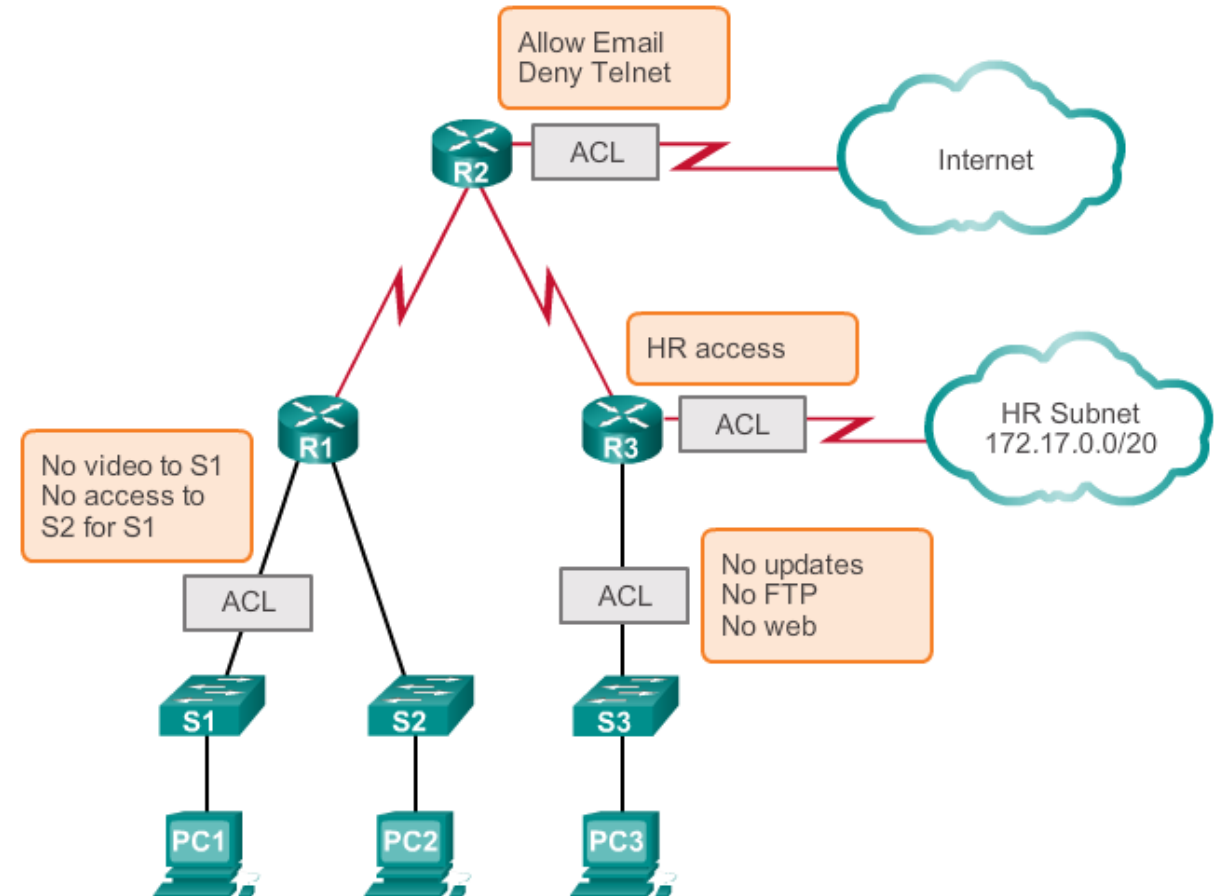 Allow Email
Deny Telnet
ACL
R2
Internet
HR access
ACL
R3
HR Subnet
172.17.0.0/20
R1
No video to S1
No access to
S2 for S1
ACL
ACL
No updates
No FTP
No web
S1
S2
S3
PC1
PC2
PC3